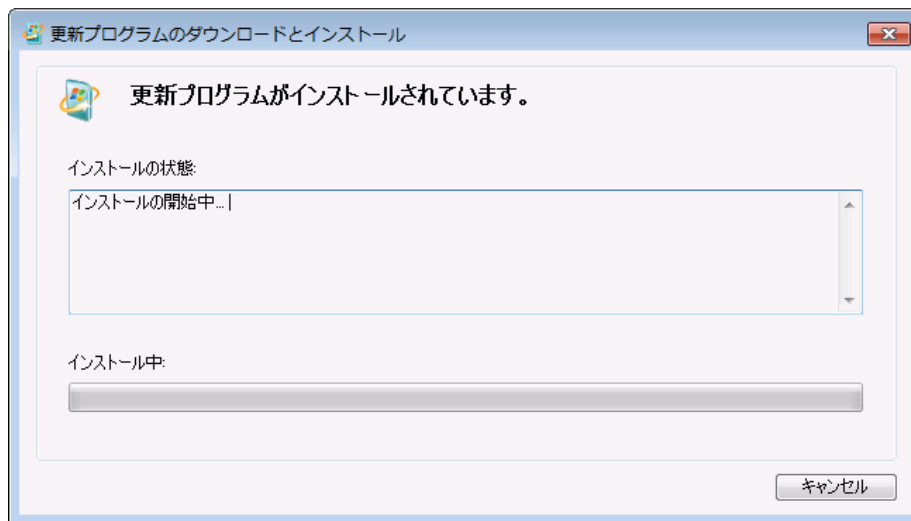 更新プログラムのダウンロードとインストール
更新プログラムがインストールされています。
インストールの状態:
インストールの開始中...
インストール中:
キャンセル